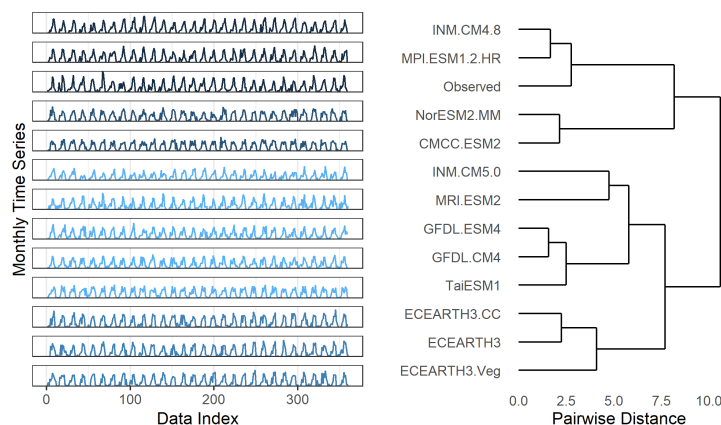 Monthly Time Series
0
100
200
300
Data Index
INM.CM4.8
MPI.ESM1.2.HR
Observed
NorESM2.MM
CMCC.ESM2
INM.CM5.0
MRI.ESM2
GFDL.ESM4
GFDL.CM4
TaiESM1
ECEARTH3.CC
ECEARTH3
ECEARTH3.Veg
0.0
2.5
5.0
7.5
10.0
Pairwise Distance